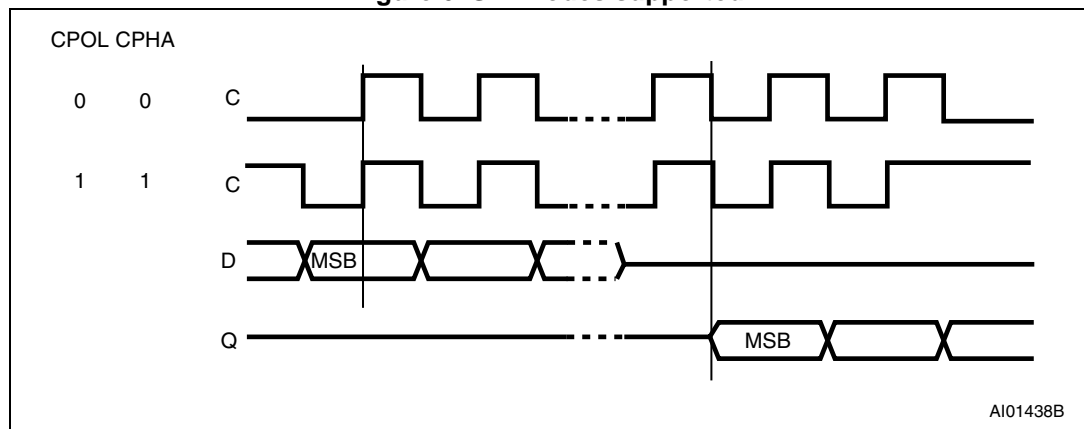 CPOL CPHA
0 0 C
1 1 C
D MSB
Q MSB
AI01438B